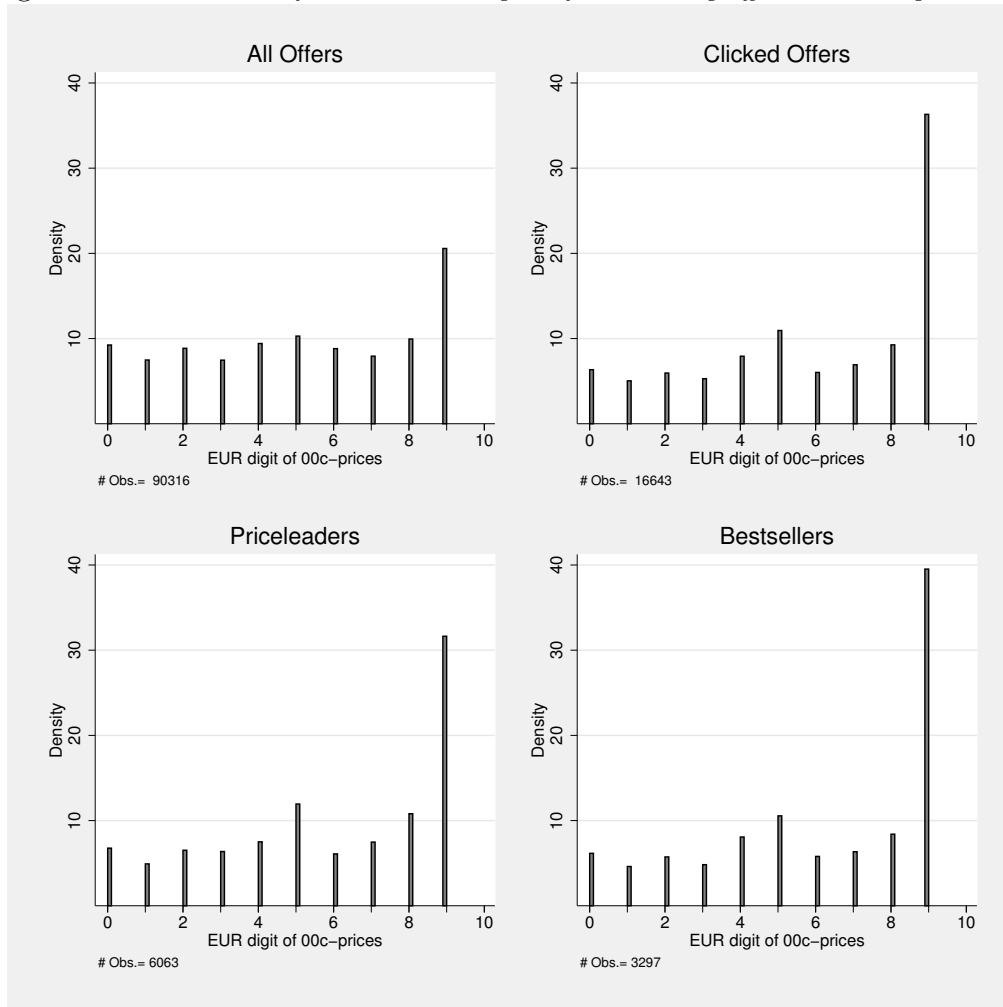 All Offers
Clicked Offers
40
30
20
10
Density
0 2 4 6 8 10
EUR digit of 00c−prices
# Obs.= 90316
40
30
20
10
Density
0 2 4 6 8 10
EUR digit of 00c−prices
# Obs.= 16643
Priceleaders
Bestsellers
40
30
20
10
Density
0 2 4 6 8 10
EUR digit of 00c−prices
# Obs.= 6063
40
30
20
10
Density
0 2 4 6 8 10
EUR digit of 00c−prices
# Obs.= 3297